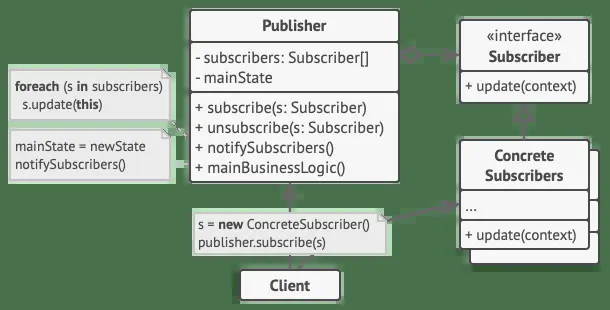 Publisher
- subscribers: Subscriber[]
- mainState
+ subscribe(s: Subscriber)
+ unsubscribe(s: Subscriber)
+ notifySubscribers()
+ mainBusinessLogic()
foreach (s in subscribers)
s.update(this)
mainState = newState
notifySubscribers()
«interface»
Subscriber
+ update(context)
Concrete
Subscribers
...
+ update(context)
s = new ConcreteSubscriber()
publisher.subscribe(s)
Client